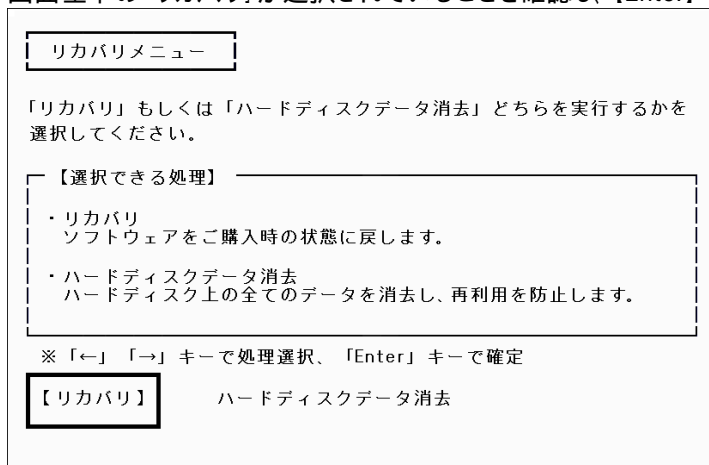 リカバリメニュー
「リカバリ」もしくは「ハードディスクデータ消去」どちらを実行するかを
選択してください。
【選択できる処理】
・リカバリ
ソフトウェアをご購入時の状態に戻します。
・ハードディスクデータ消去
ハードディスク上の全てのデータを消去し、再利用を防止します。
※「←」「→」キーで処理選択、「Enter」キーで確定
【リカバリ】 ハードディスクデータ消去